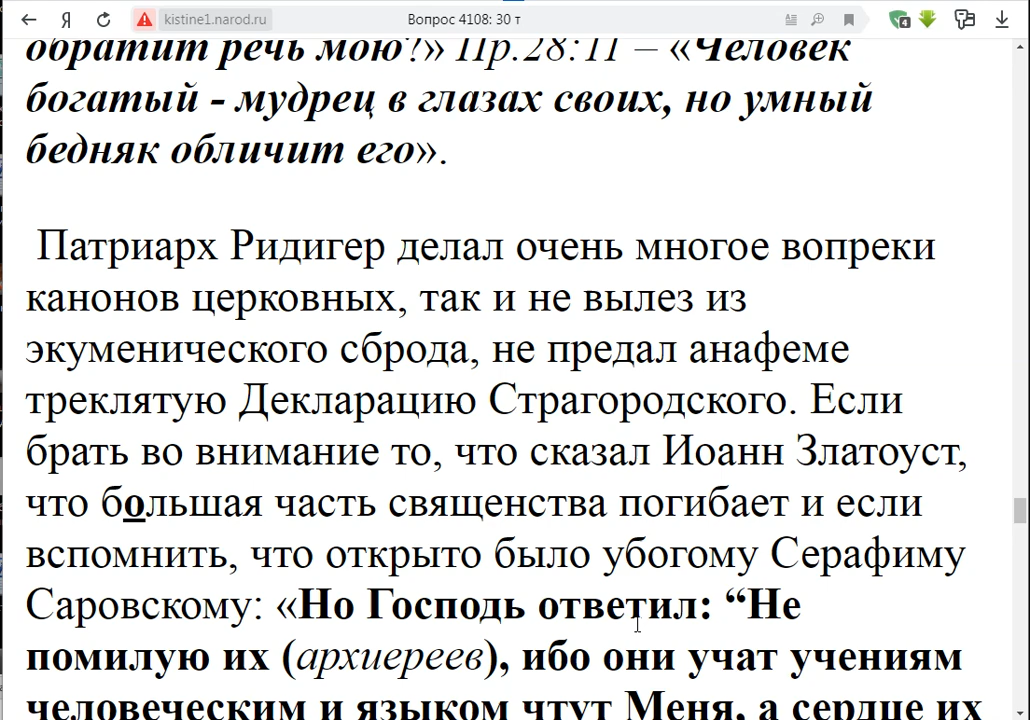 Я kistine1.narod.ru Вопрос 4108: 30 т 4
обратит речь мою?» Пр.28:11 – «Человек
богатый - мудрец в глазах своих, но умный
бедняк обличит его».
Патриарх Ридигер делал очень многое вопреки
канонов церковных, так и не вылез из
экуменического сброда, не предал анафеме
треклятую Декларацию Страгородского. Если
брать во внимание то, что сказал Иоанн Златоуст,
что большая часть священства погибает и если
вспомнить, что открыто было убогому Серафиму
Саровскому: «Но Господь ответил: “Не
помилую их (архиереев), ибо они учат учениям
человеческим и языком чтут Меня, а сердце их